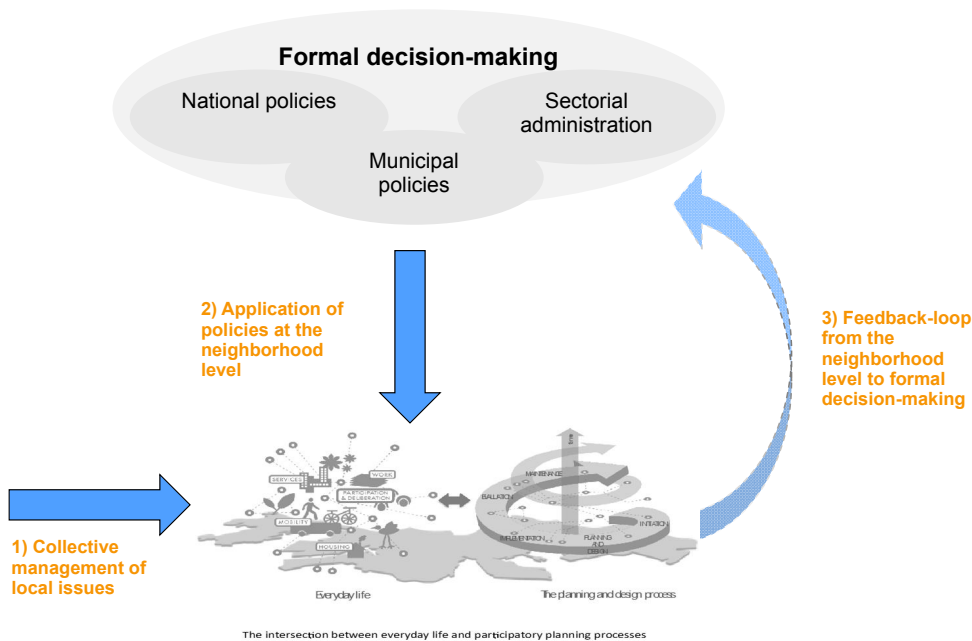 Formal decision-making
National policies
Sectorial
administration
Municipal
policies
2) Application of
policies at the
neighborhood
level
3) Feedback-loop
from the
neighborhood
level to formal
decision-making
1) Collective
management of
local issues
SERVICES
WORK
PARTICIPATION
& DELIBERATION
MOBILITY
HOUSING
MAINTENANCE
EVALUATION
INITIATION
IMPLEMENTATION
PLANNING
AND
DESIGN
Everyday life
The planning and design process
The intersection between everyday life and participatory planning processes